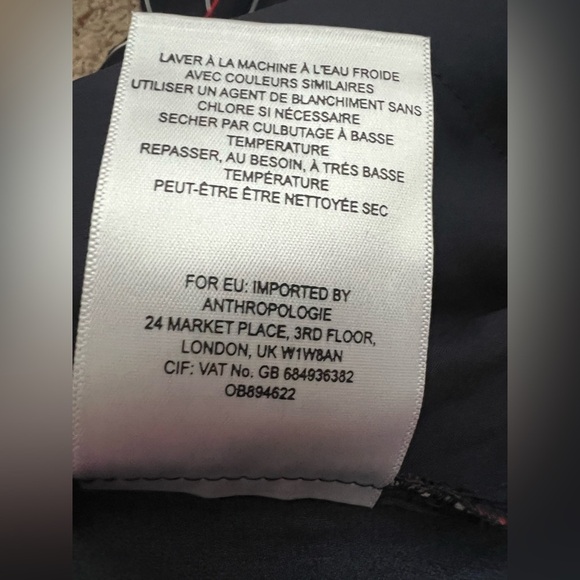 LAVER À LA MACHINE À L'EAU FROIDE
AVEC COULEURS SIMILAIRES
UTILISER UN AGENT DE BLANCHIMENT SANS
CHLORE SI NÉCESSAIRE
SECHER PAR CULBUTAGE À BASSE
TEMPERATURE
REPASSER, AU BESOIN, À TRÉS BASSE
TEMPÉRATURE
PEUT-ÊTRE ÊTRE NETTOYÉE SEC
FOR EU: IMPORTED BY
ANTHROPOLOGIE
24 MARKET PLACE, 3RD FLOOR,
LONDON, UK W1W8AN
CIF: VAT No. GB 684936382
OB894622